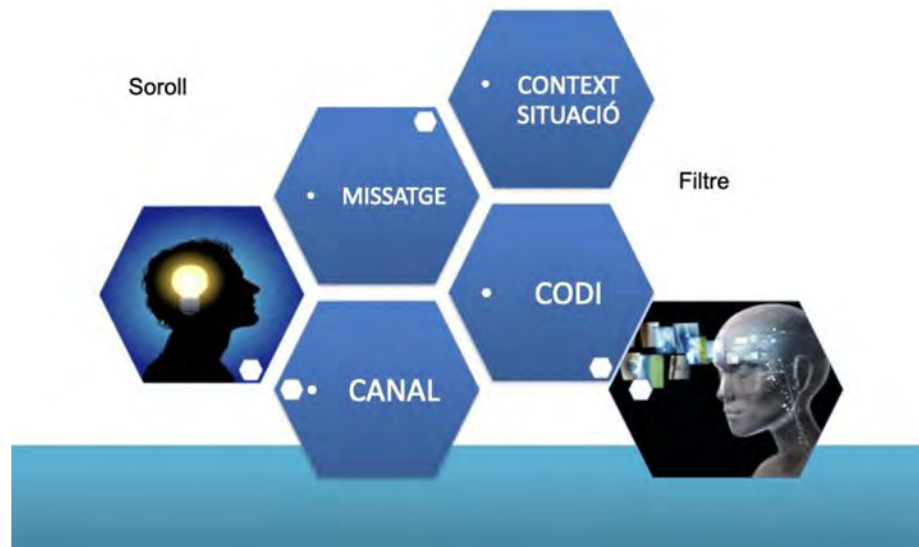 Soroll
CONTEXT
SITUACIÓ
MISSATGE
Filtre
CODI
CANAL